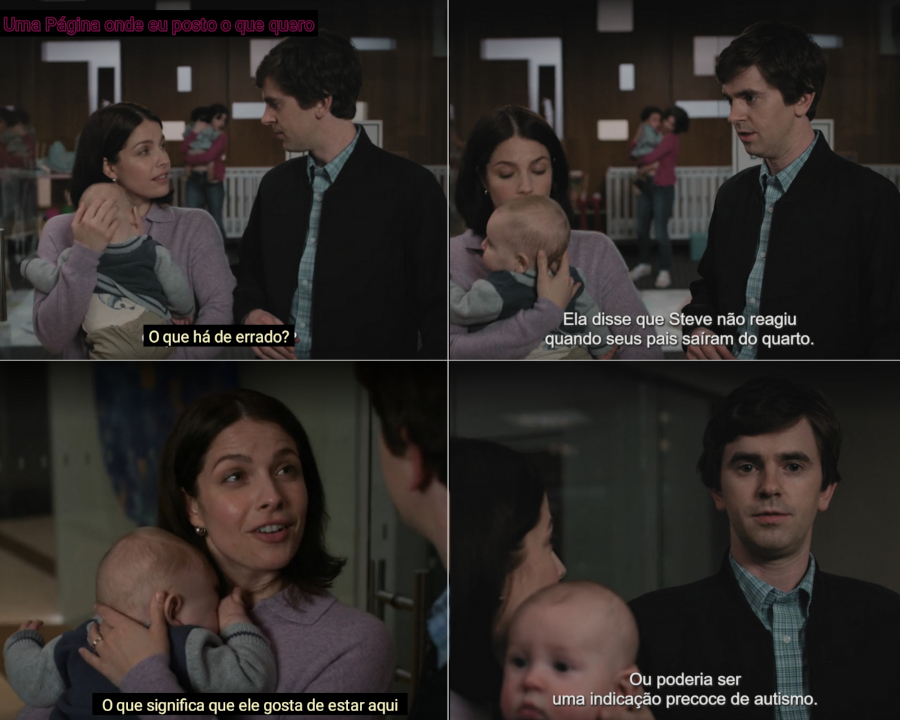 Uma Página onde eu posto o que quero
O que há de errado?
Ela disse que Steve não reagiu
quando seus pais saíram do quarto.
O que significa que ele gosta de estar aqui
Ou poderia ser
uma indicação precoce de autismo.